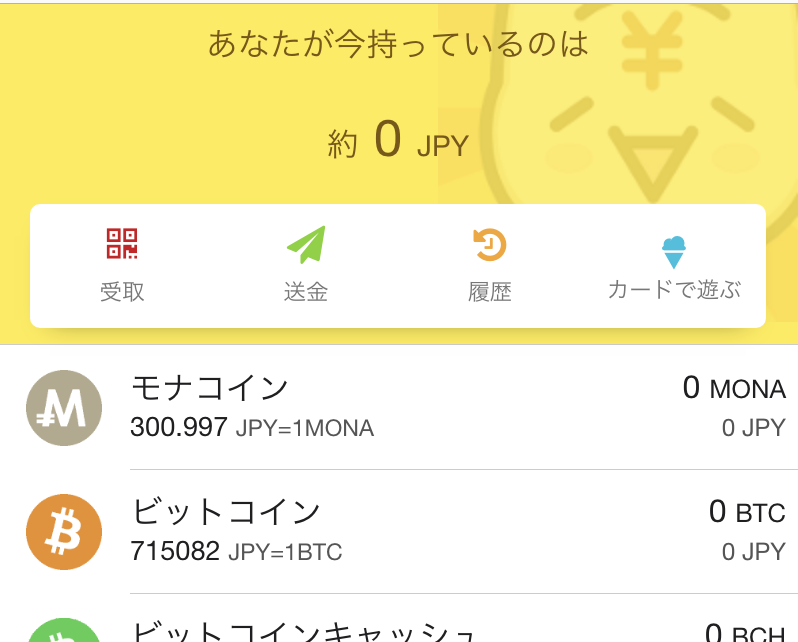 あなたが今持っているのは
約 0 JPY
受取 送金 履歴 カードで遊ぶ
モナコイン 0 MONA
300.997 JPY=1MONA 0 JPY
ビットコイン 0 BTC
715082 JPY=1BTC 0 JPY
ビットコインキャッシュ 0 BCH